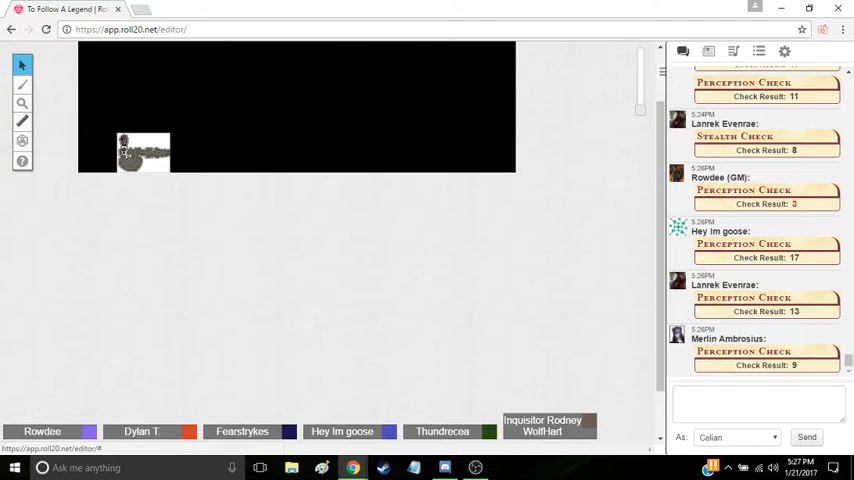 To Follow A Legend | Ro
https://app.roll20.net/editor/
Perception Check
Check Result: 11
5:24PM
Lanrek Evenrae:
Stealth Check
Check Result: 8
5:26PM
Rowdee (GM):
Perception Check
Check Result: 3
5:26PM
Hey Im goose:
Perception Check
Check Result: 17
5:26PM
Lanrek Evenrae:
Perception Check
Check Result: 13
5:26PM
Merlin Ambrosius:
Perception Check
Check Result: 9
Rowdee
Dylan T.
Fearstrykes
Hey Im goose
Thundrecea
Inquisitor Rodney
WolfHart
As: Celian
Send
https://app.roll20.net/editor/#
Ask me anything
5:27 PM
1/21/2017